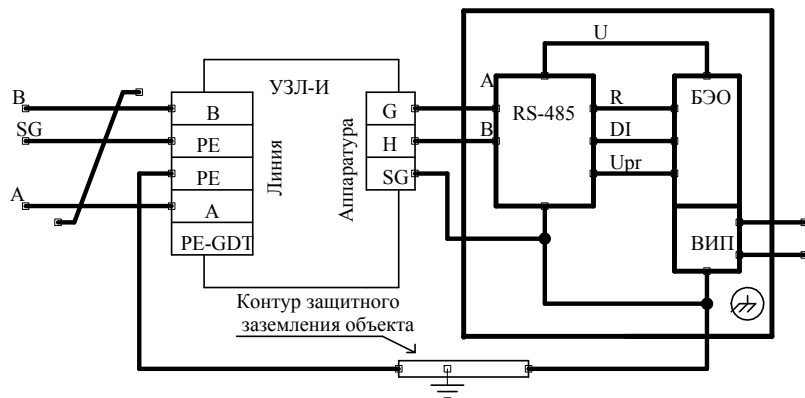 U
УЗЛ-И
A
В
B
G
RS-485
R
БЭО
SG
PE
Линия
Аппаратура
H
B
DI
PE
SG
Upr
A
A
PE-GDT
ВИП
Контур защитного
заземления объекта